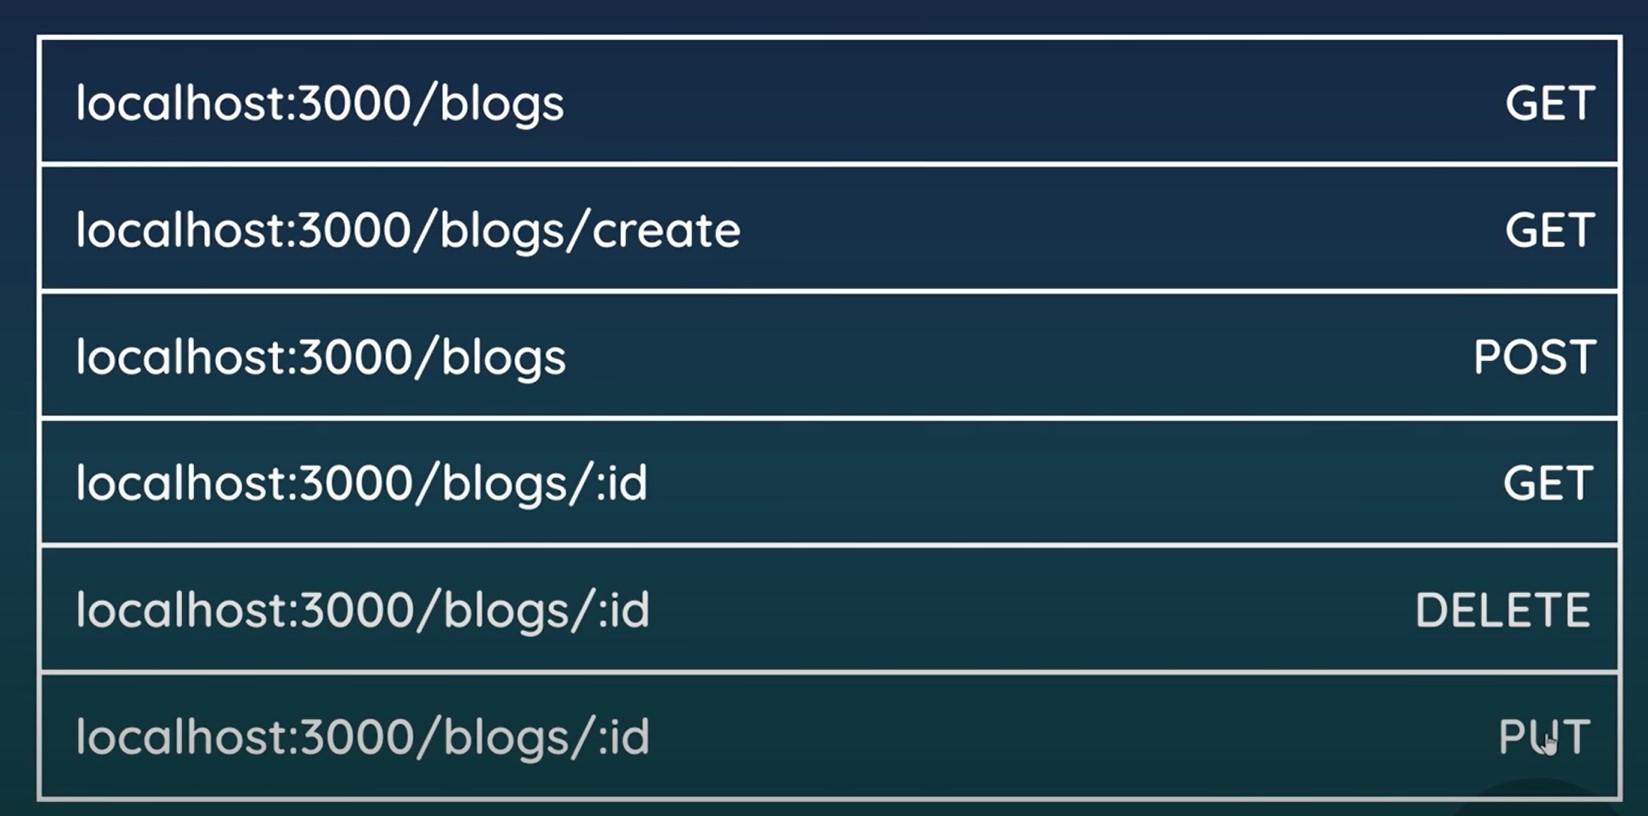 localhost:3000/blogs GET
localhost:3000/blogs/create GET
localhost:3000/blogs POST
localhost:3000/blogs/:id GET
localhost:3000/blogs/:id DELETE
localhost:3000/blogs/:id PUT